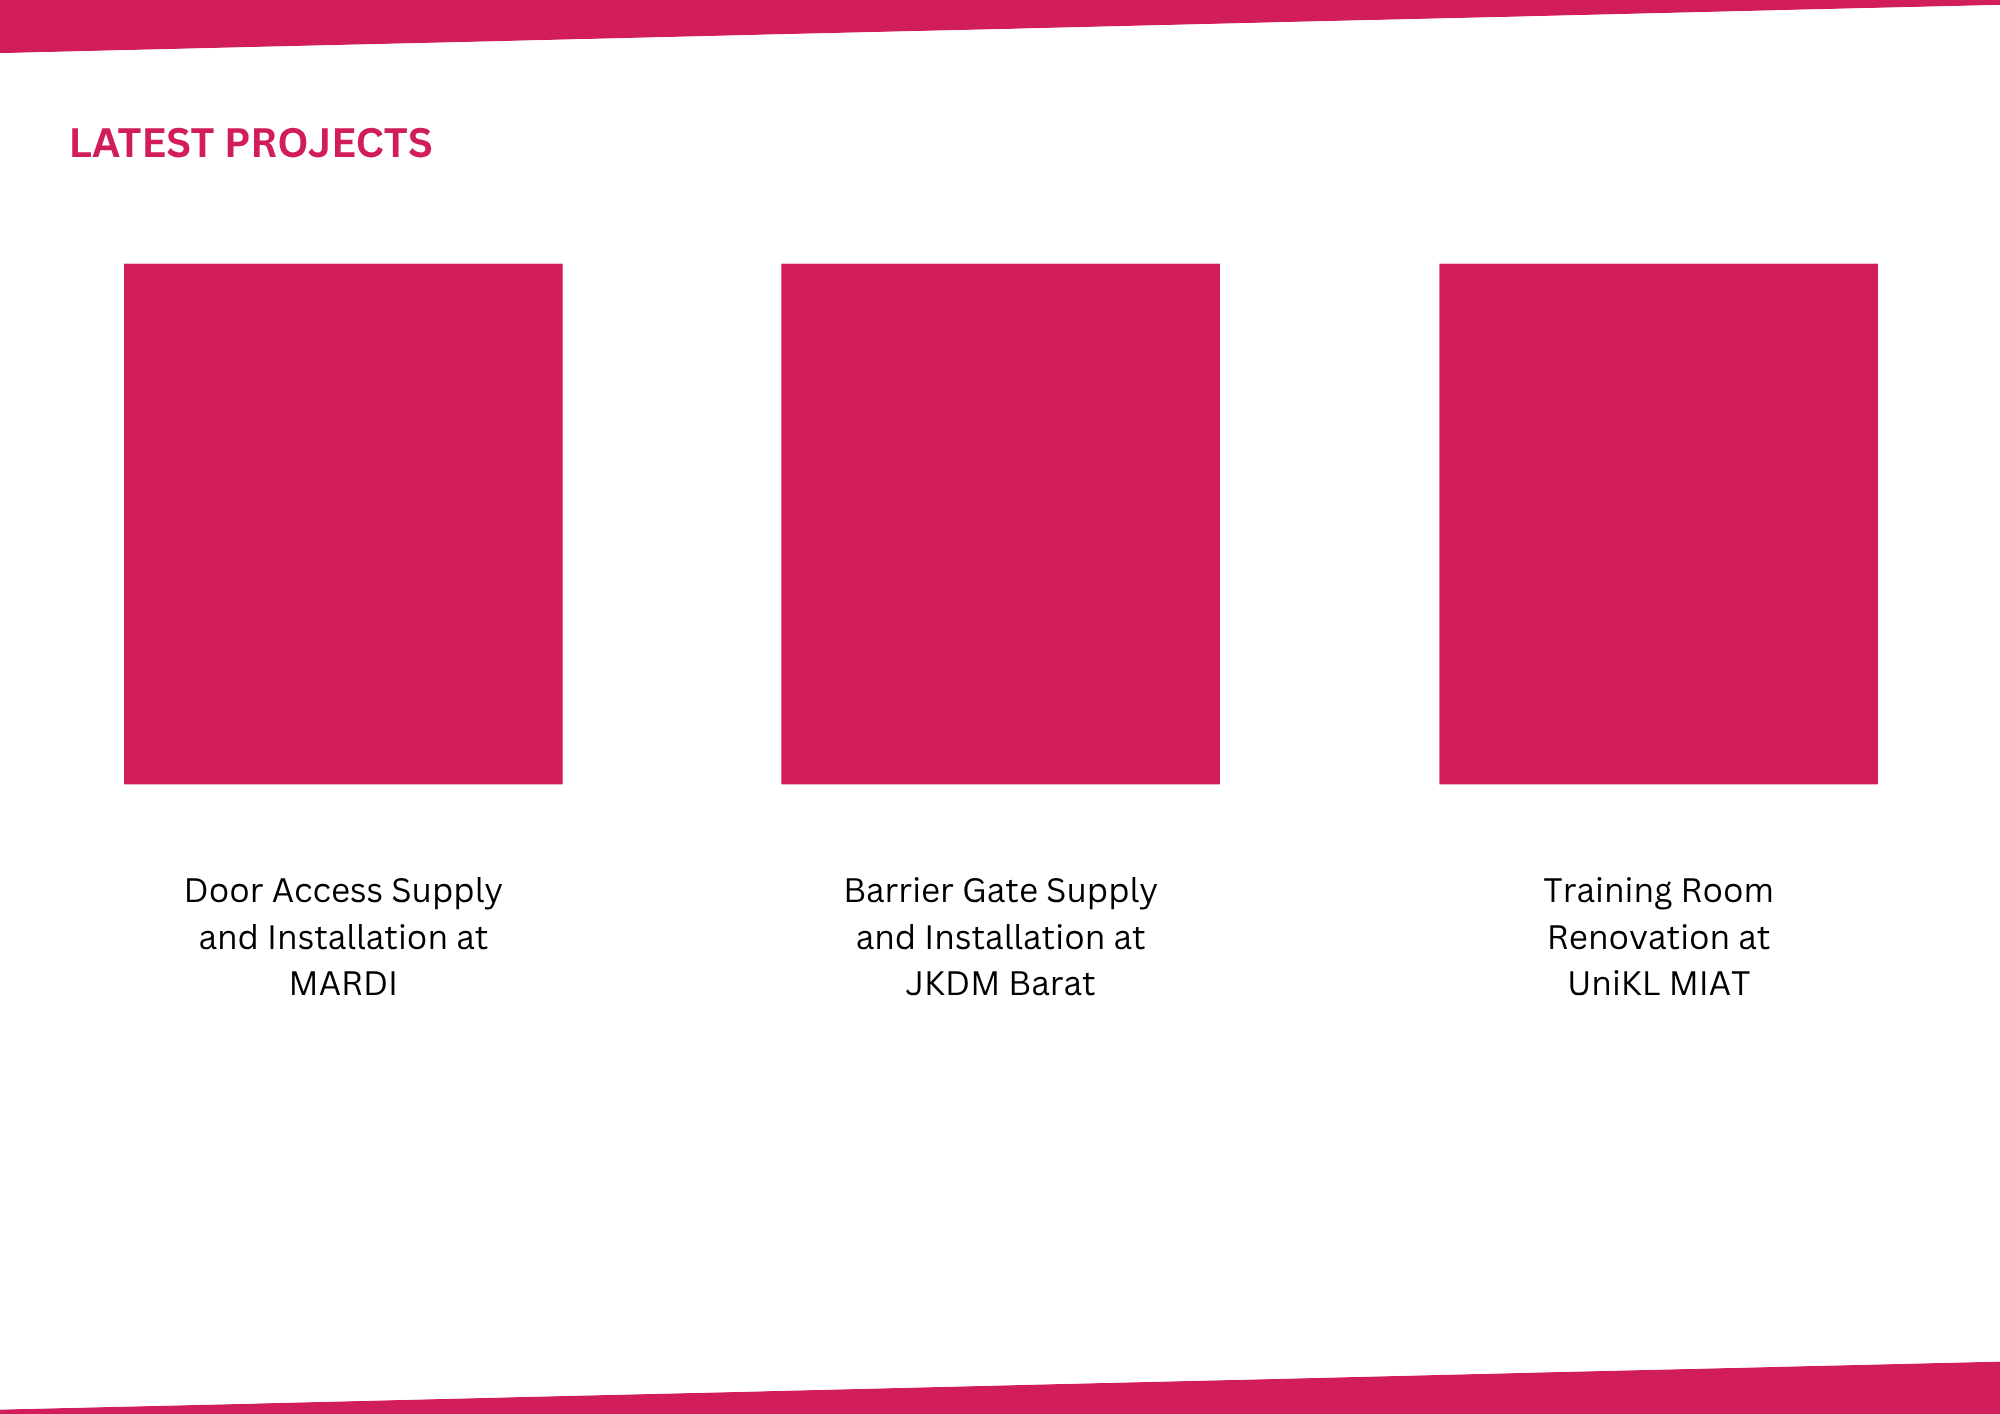 LATEST PROJECTS
Door Access Supply
and Installation at
MARDI
Barrier Gate Supply
and Installation at
JKDM Barat
Training Room
Renovation at
UniKL MIAT